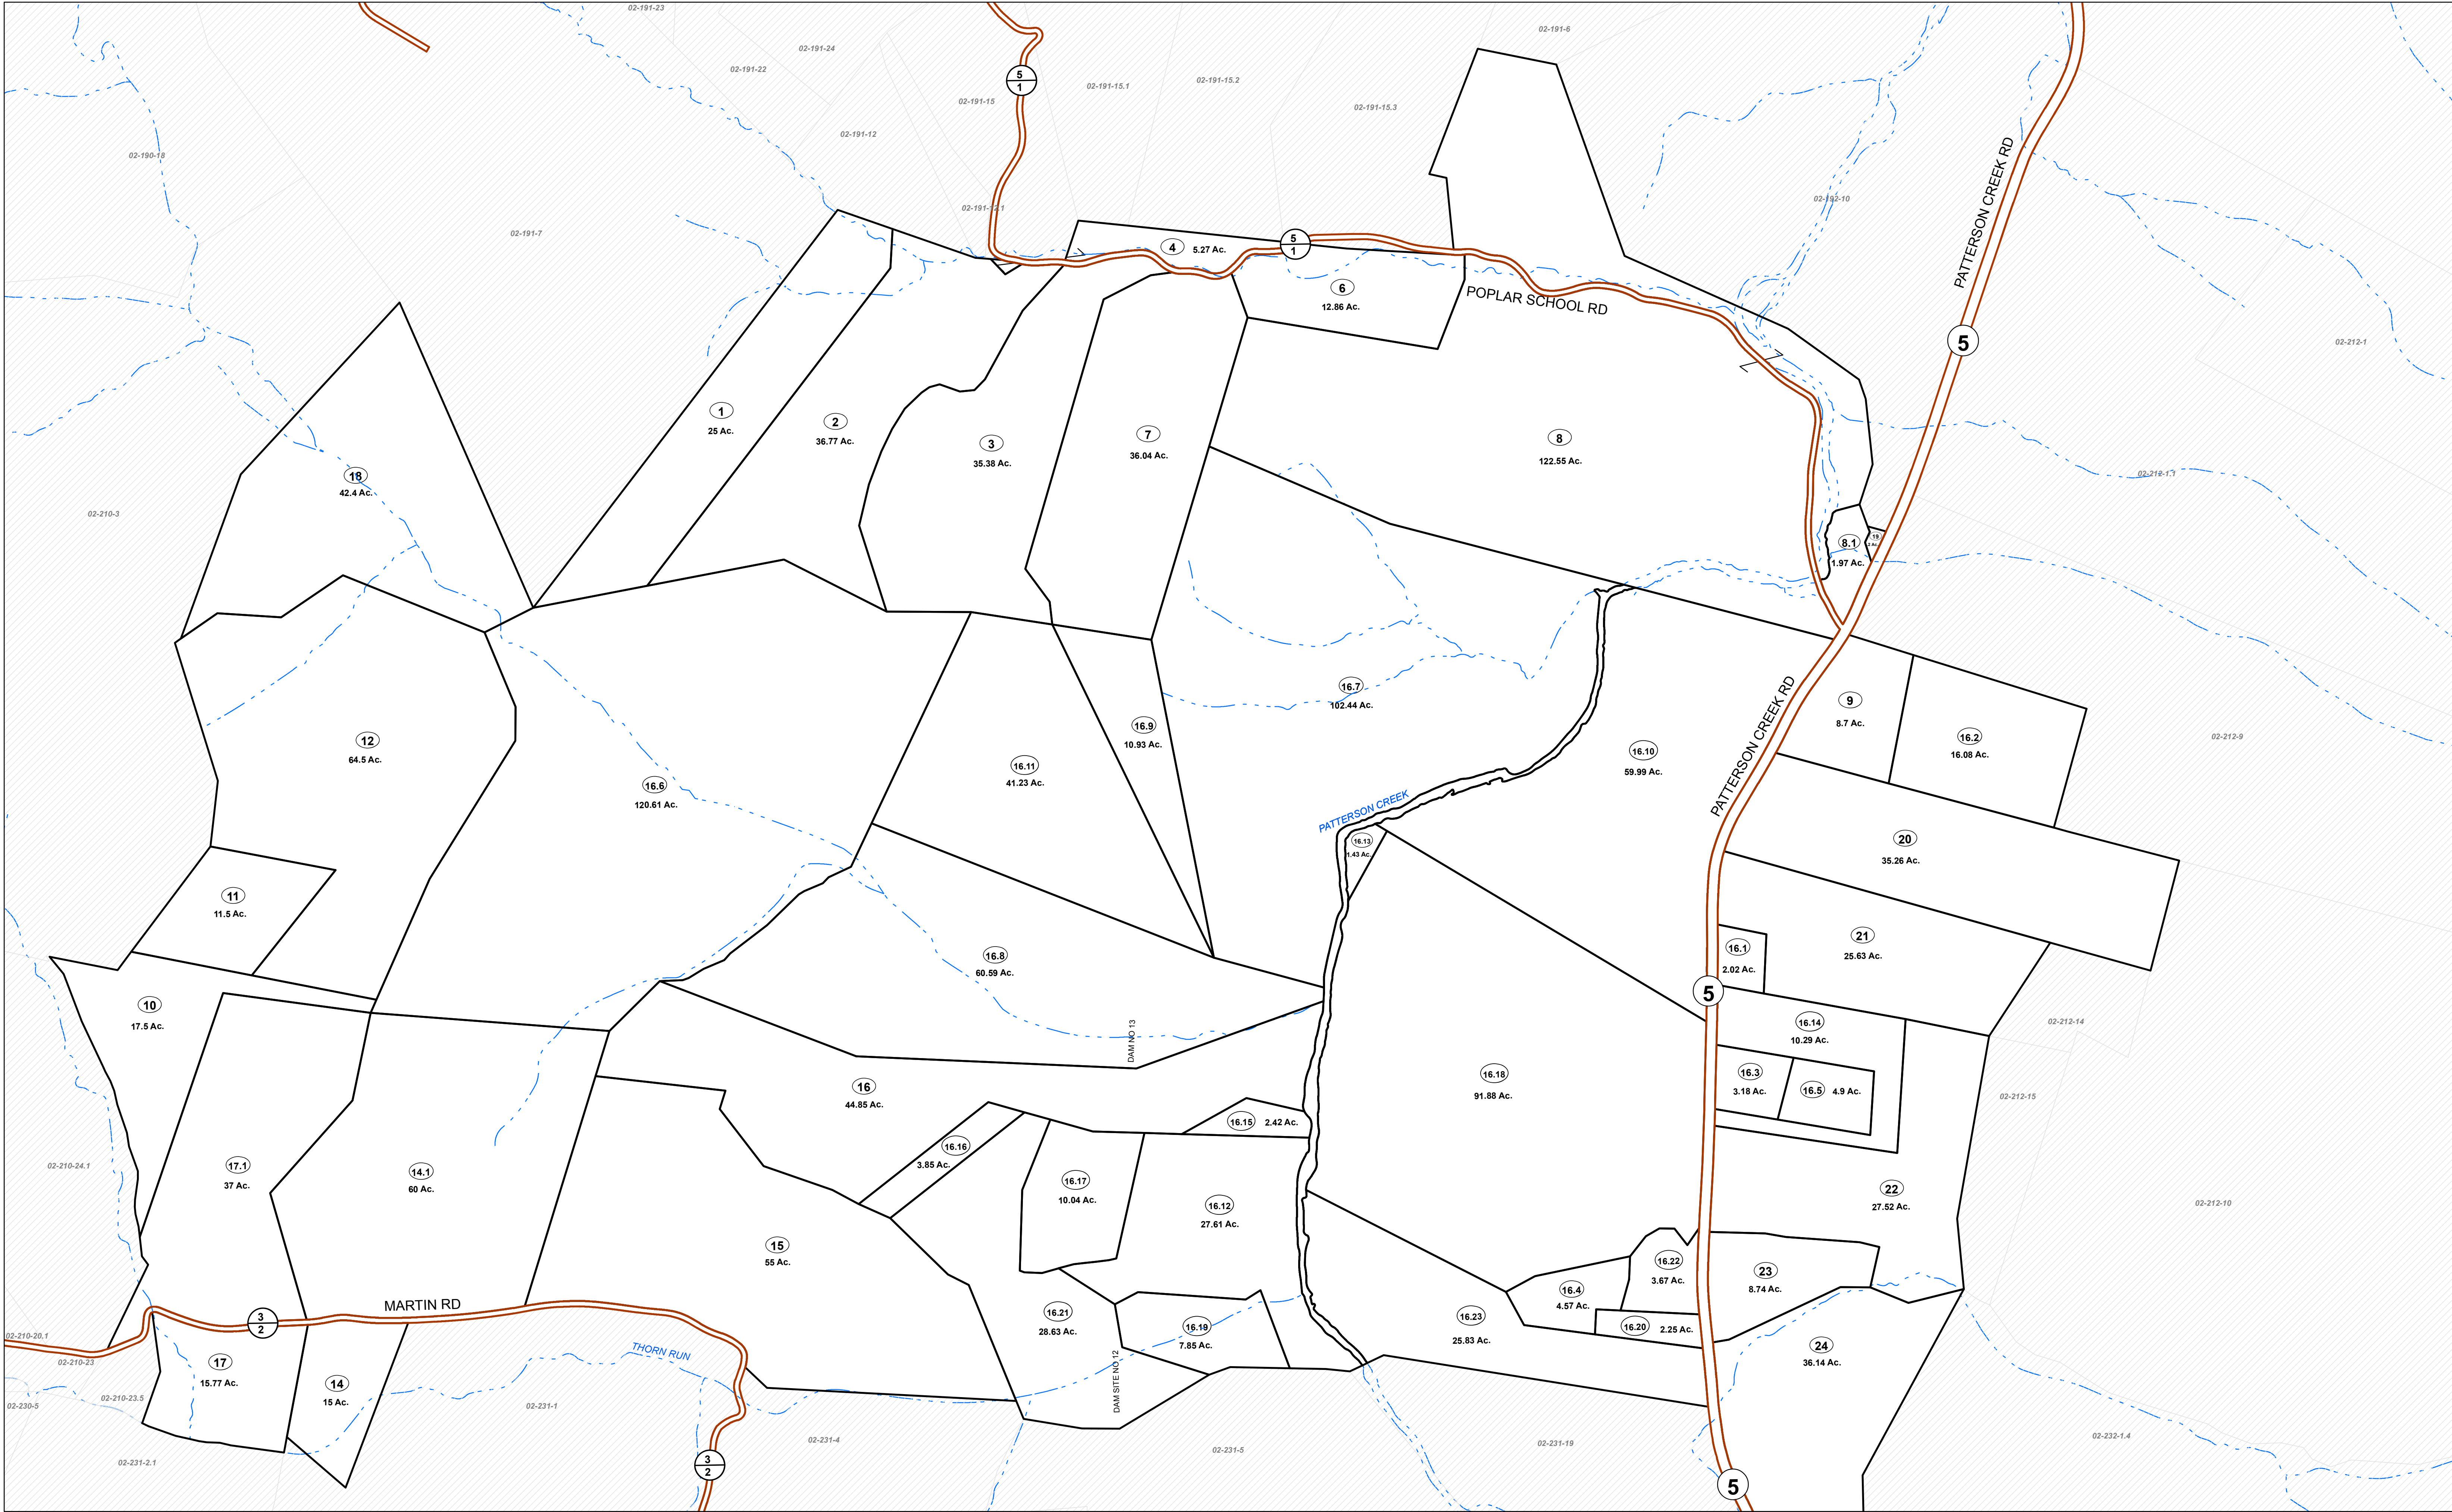 02-191-23
02-191-24
02-191-22
02-191-6
02-191-15.1
02-191-15.2
02-191-15
02-191-15.3
02-191-12
02-190-18
02-191-12.1
02-192-10
02-191-7
02-212-1
02-210-3
02-212-1.1
02-212-9
02-212-14
02-212-15
02-210-24.1
02-212-10
02-210-20.1
02-210-23
02-210-23.5
02-230-5
02-231-1
02-231-4
02-231-5
02-231-19
02-232-1.4
02-231-2.1
5
1
5
1
PATTERSON CREEK RD
5
POPLAR SCHOOL RD
4 5.27 Ac.
6
12.86 Ac.
1
25 Ac.
2
36.77 Ac.
3
35.38 Ac.
7
36.04 Ac.
8
122.55 Ac.
18
42.4 Ac.
8.1
1.97 Ac.
19
12
64.5 Ac.
16.6
120.61 Ac.
16.11
41.23 Ac.
16.9
10.93 Ac.
16.7
102.44 Ac.
16.10
59.99 Ac.
PATTERSON CREEK RD
9
8.7 Ac.
16.2
16.08 Ac.
PATTERSON CREEK
16.13
1.43 Ac.
20
35.26 Ac.
11
11.5 Ac.
16.8
60.59 Ac.
16.1
2.02 Ac.
21
25.63 Ac.
5
10
17.5 Ac.
DAM NO 13
16.14
10.29 Ac.
16
44.85 Ac.
16.18
91.88 Ac.
16.3
3.18 Ac.
16.5 4.9 Ac.
16.15 2.42 Ac.
16.16
3.85 Ac.
17.1
37 Ac.
14.1
60 Ac.
16.17
10.04 Ac.
16.12
27.61 Ac.
22
27.52 Ac.
15
55 Ac.
16.22
3.67 Ac.
23
8.74 Ac.
16.4
4.57 Ac.
MARTIN RD
3
2
16.21
28.63 Ac.
16.19
7.85 Ac.
16.23
25.83 Ac.
16.20 2.25 Ac.
24
36.14 Ac.
THORN RUN
17
15.77 Ac.
14
15 Ac.
DAM SITE NO 12
3
2
5